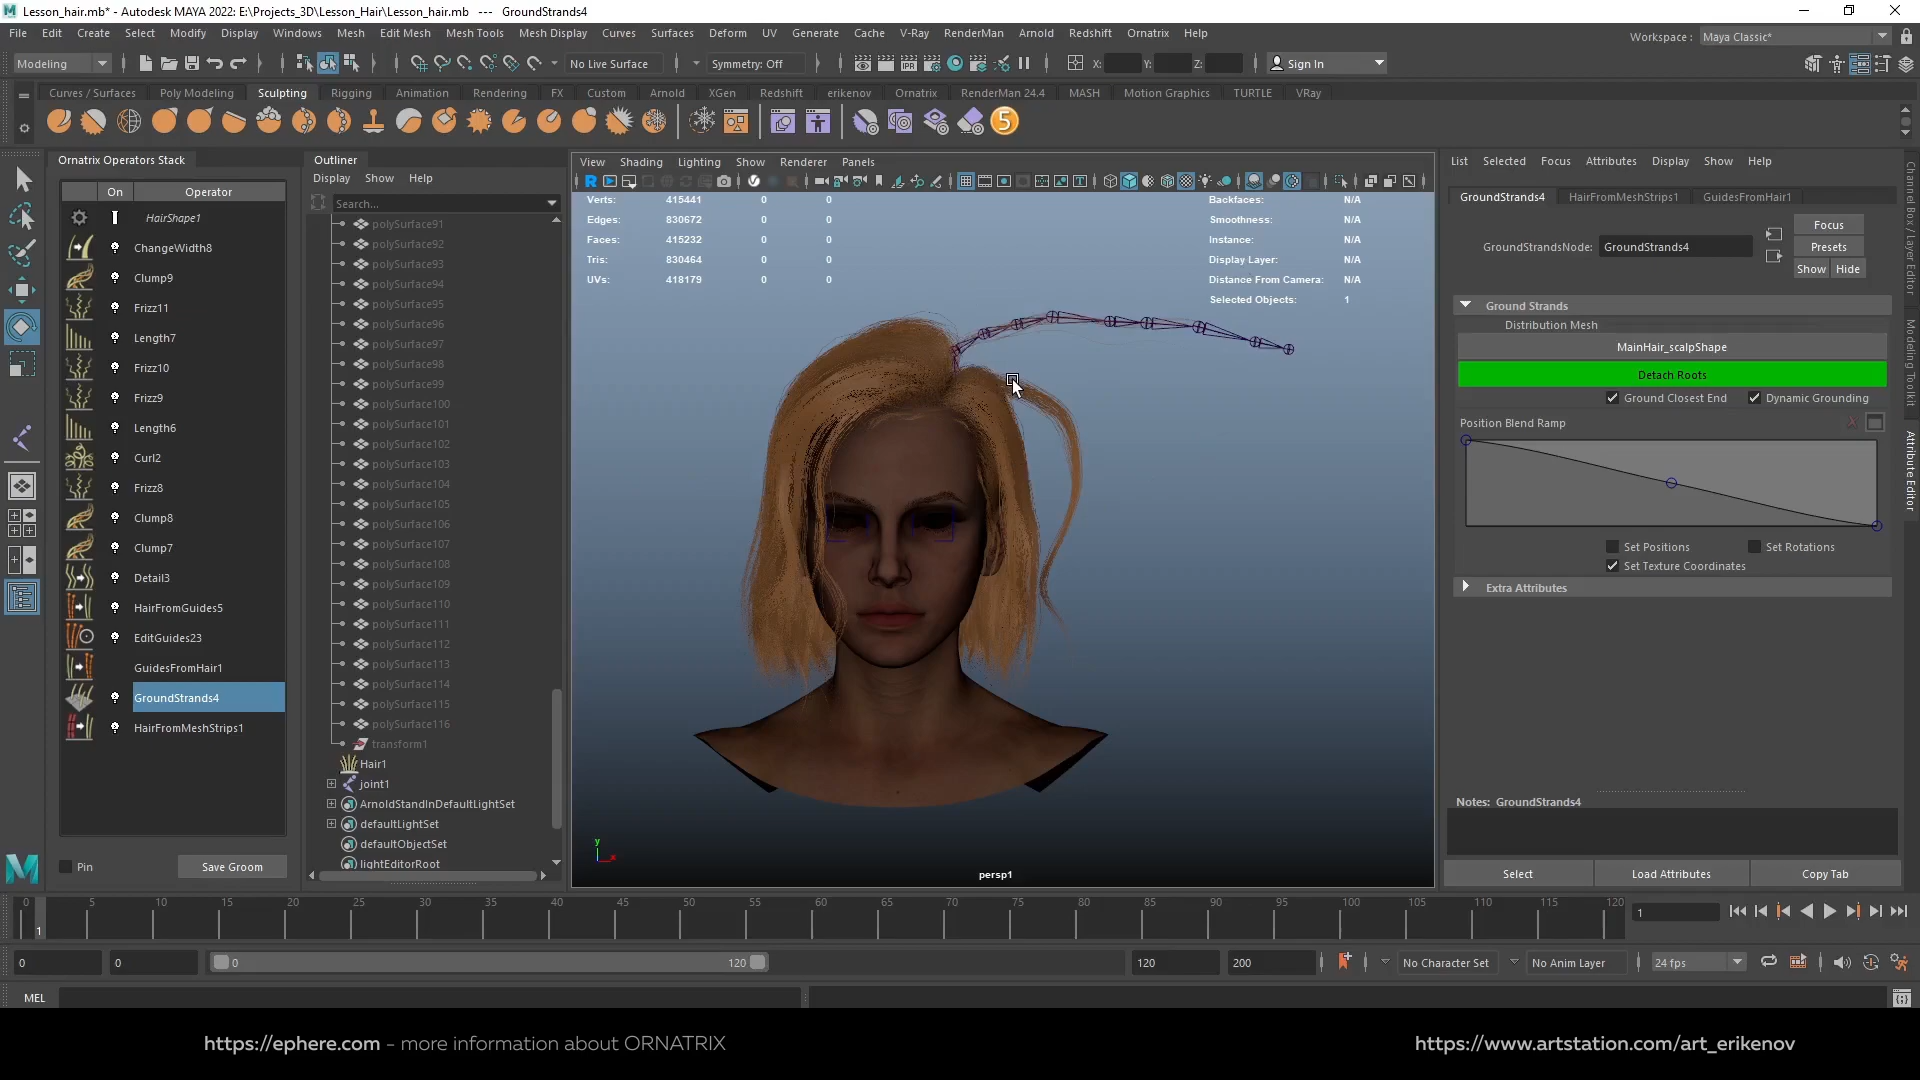 Lesson_hair.mb* - Autodesk MAYA 2022: E:\Projects_3D\Lesson_Hair\Lesson_hair.mb --- GroundStrands4
File Edit Create Select Modify Display Windows Mesh Edit Mesh Mesh Tools Mesh Display Curves Surfaces Deform UV Generate Cache V-Ray RenderMan Arnold Redshift Ornatrix Help
Workspace : Maya Classic*
Modeling No Live Surface Symmetry: Off IPR X: Y: Z: Sign In
Curves / Surfaces Poly Modeling Sculpting Rigging Animation Rendering FX Custom Arnold XGen Redshift erikenov Ornatrix RenderMan 24.4 MASH Motion Graphics TURTLE VRay
5
Ornatrix Operators Stack
On Operator
HairShape1
ChangeWidth8
Clump9
Frizz11
Length7
Frizz10
Frizz9
Length6
Curl2
Frizz8
Clump8
Clump7
Detail3
HairFromGuides5
EditGuides23
GuidesFromHair1
GroundStrands4
HairFromMeshStrips1
Pin Save Groom
Outliner
Display Show Help
Search...
polySurface91
polySurface92
polySurface93
polySurface94
polySurface95
polySurface96
polySurface97
polySurface98
polySurface99
polySurface100
polySurface101
polySurface102
polySurface103
polySurface104
polySurface105
polySurface106
polySurface107
polySurface108
polySurface109
polySurface110
polySurface111
polySurface112
polySurface113
polySurface114
polySurface115
polySurface116
transform1
Hair1
joint1
ArnoldStandInDefaultLightSet
defaultLightSet
defaultObjectSet
lightEditorRoot
View Shading Lighting Show Renderer Panels
Verts: 415441 0 0
Edges: 830672 0 0
Faces: 415232 0 0
Tris: 830464 0 0
UVs: 418179 0 0
Backfaces: N/A
Smoothness: N/A
Instance: N/A
Display Layer: N/A
Distance From Camera: N/A
Selected Objects: 1
y
x
persp1
List Selected Focus Attributes Display Show Help
GroundStrands4 HairFromMeshStrips1 GuidesFromHair1
GroundStrandsNode: GroundStrands4
Focus
Presets
Show Hide
Ground Strands
Distribution Mesh
MainHair_scalpShape
Detach Roots
Ground Closest End Dynamic Grounding
Position Blend Ramp
Set Positions Set Rotations
Set Texture Coordinates
Extra Attributes
Notes: GroundStrands4
Select Load Attributes Copy Tab
Channel Box / Layer Editor
Modeling Toolkit
Attribute Editor
0 5 10 15 20 25 30 35 40 45 50 55 60 65 70 75 80 85 90 95 100 105 110 115 120
1
1
0 0 0 120 120 200 No Character Set No Anim Layer 24 fps
MEL
https://ephere.com - more information about ORNATRIX
https://www.artstation.com/art_erikenov